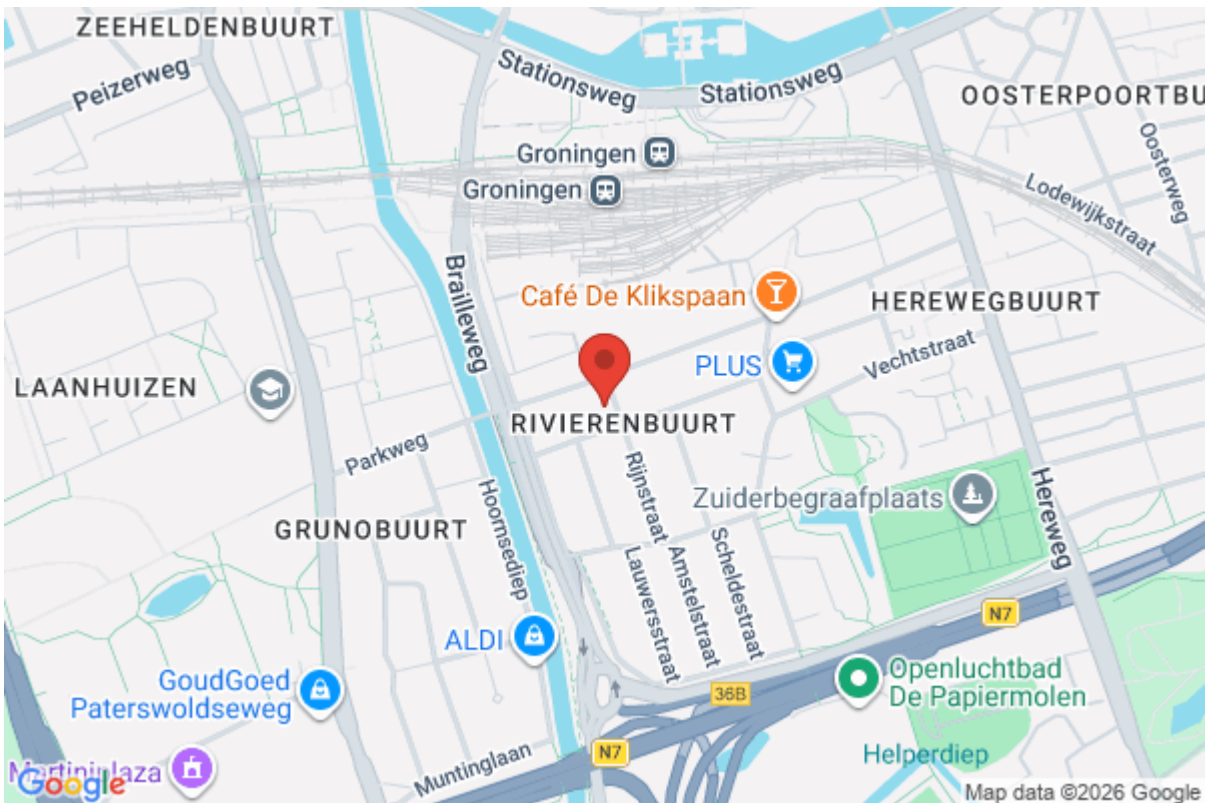 ZEEHELDENBUURT
Peizerweg
Stationsweg
Stationsweg
OOSTERPOORTBU
Oosterweg
Groningen
Groningen
Lodewijkstraat
Brailleweg
Café De Klikspaan
HEREWEGBUURT
PLUS
Vechtstraat
LAANHUIZEN
RIVIERENBUURT
Parkweg
Rijnstraat
Zuiderbegraafplaats
Hereweg
GRUNOBUURT
Hoornsediep
Lauwersstraat
Amstelstraat
Scheldestraat
N7
ALDI
GoudGoed
Paterswoldseweg
36B
Openluchtbad
De Papiermolen
N7
Muntinglaan
Helperdiep
Martiniplaza
Google
Map data ©2026 Google